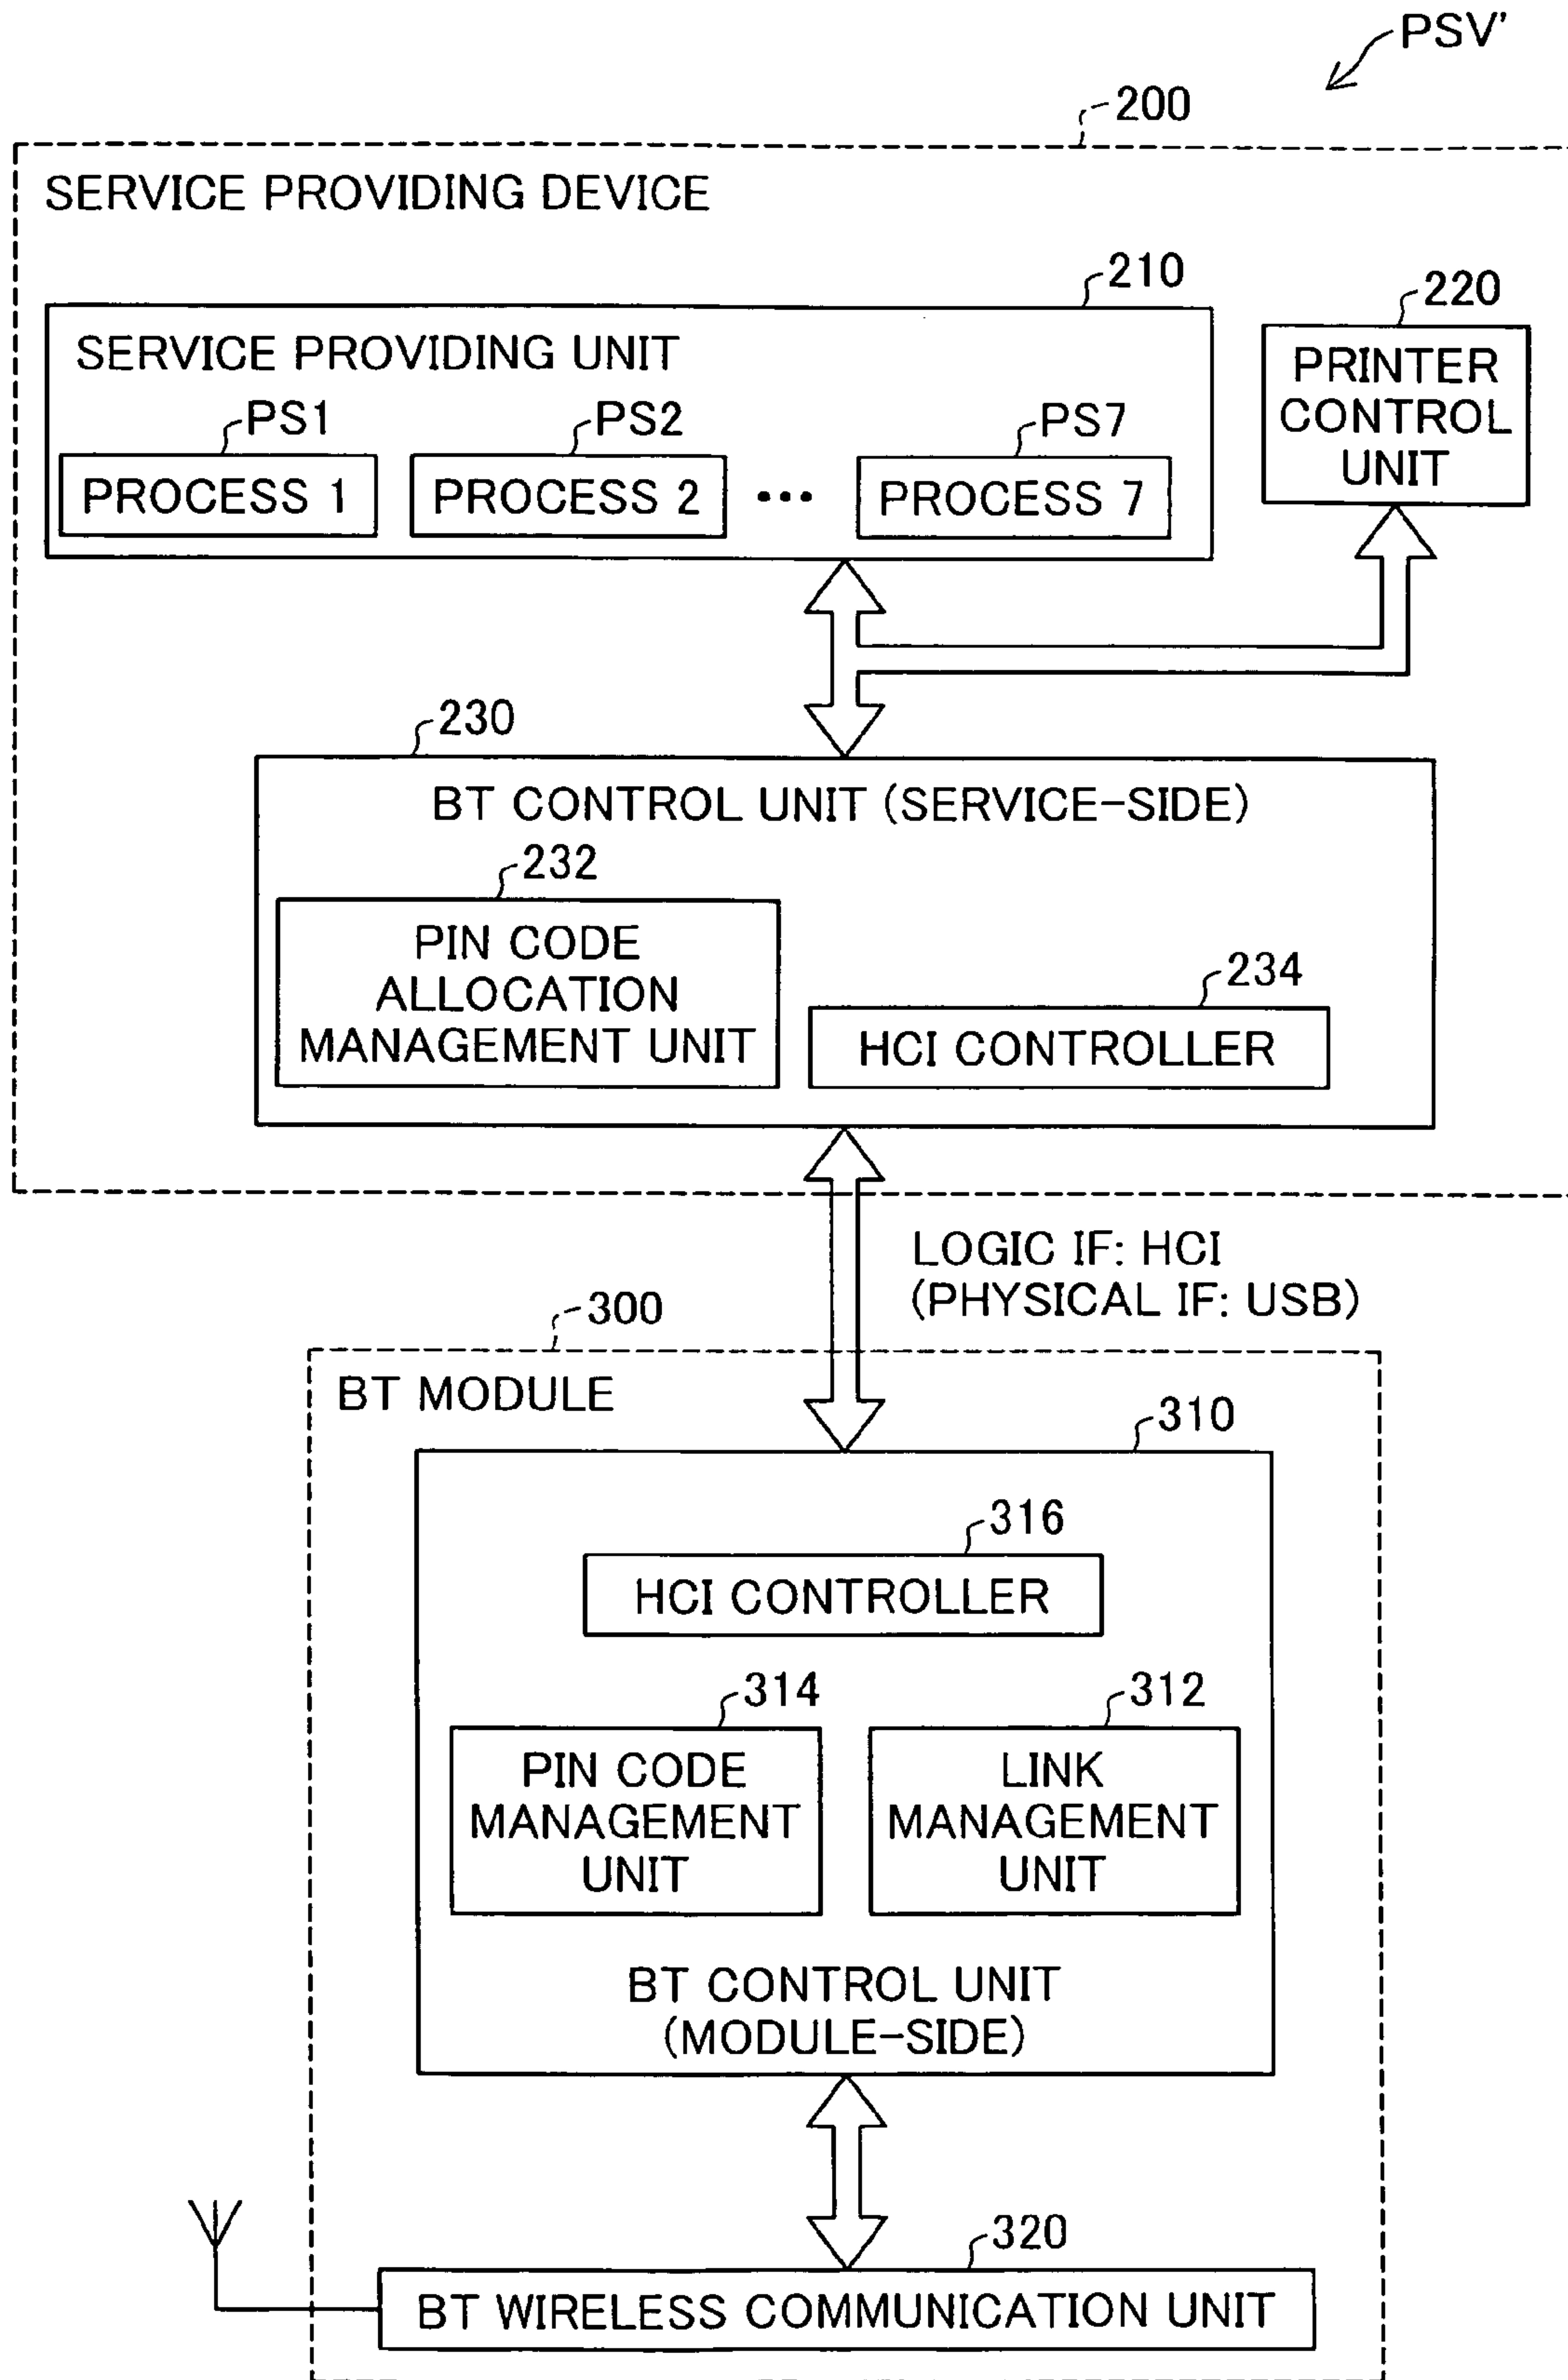 PSV'
200
SERVICE PROVIDING DEVICE
210
220
SERVICE PROVIDING UNIT
PRINTER
CONTROL
UNIT
PS1
PS2
PS7
PROCESS 1
PROCESS 2
•••
PROCESS 7
230
BT CONTROL UNIT (SERVICE-SIDE)
232
PIN CODE
ALLOCATION
MANAGEMENT UNIT
234
HCI CONTROLLER
LOGIC IF: HCI
(PHYSICAL IF: USB)
300
BT MODULE
310
316
HCI CONTROLLER
314
312
PIN CODE
MANAGEMENT
UNIT
LINK
MANAGEMENT
UNIT
BT CONTROL UNIT
(MODULE-SIDE)
320
BT WIRELESS COMMUNICATION UNIT